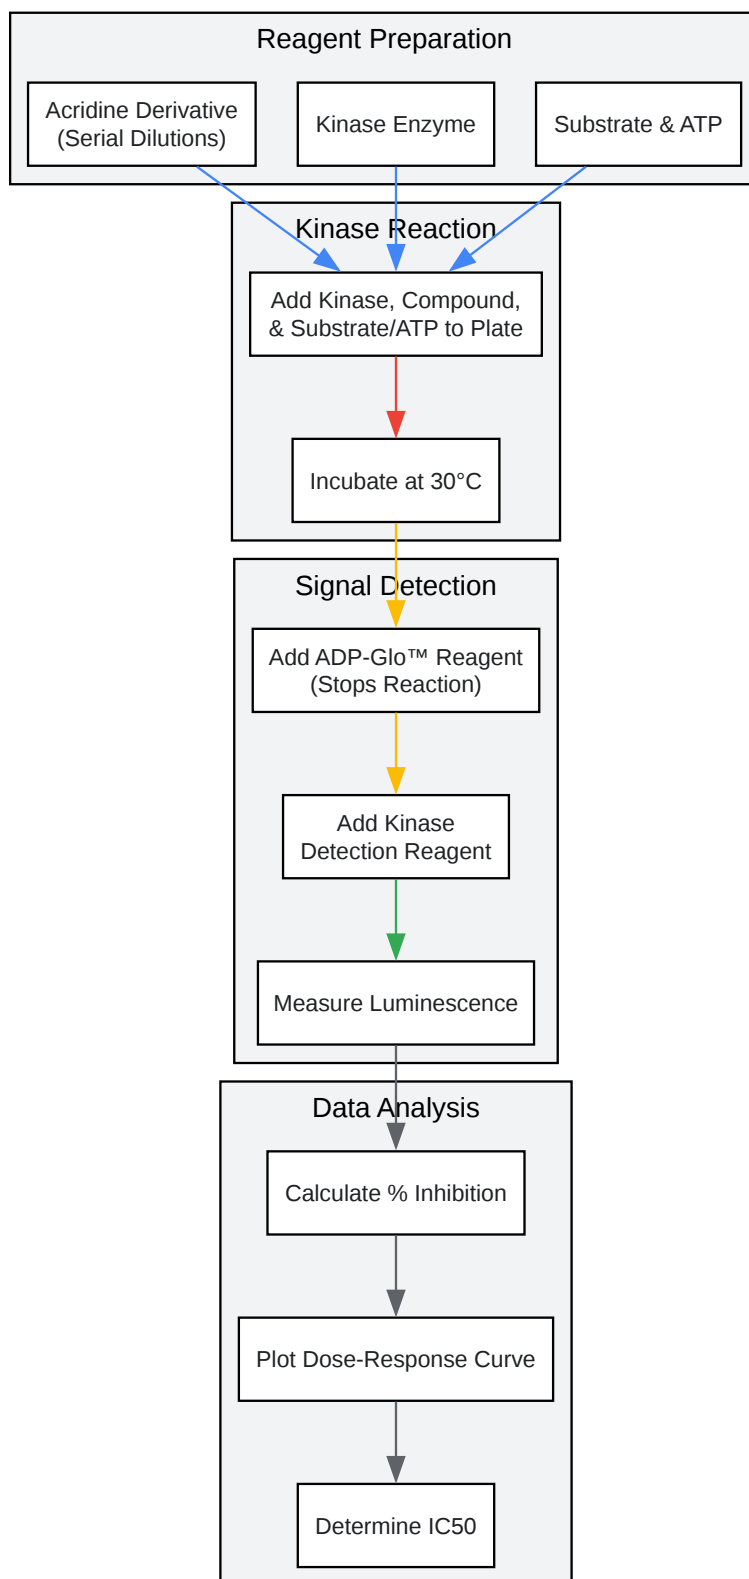 Reagent Preparation
Acridine Derivative
(Serial Dilutions)
Kinase Enzyme
Substrate & ATP
Kinase Reaction
Add Kinase, Compound,
& Substrate/ATP to Plate
Incubate at 30°C
Signal Detection
Add ADP-Glo™ Reagent
(Stops Reaction)
Add Kinase
Detection Reagent
Measure Luminescence
Data Analysis
Calculate % Inhibition
Plot Dose-Response Curve
Determine IC50